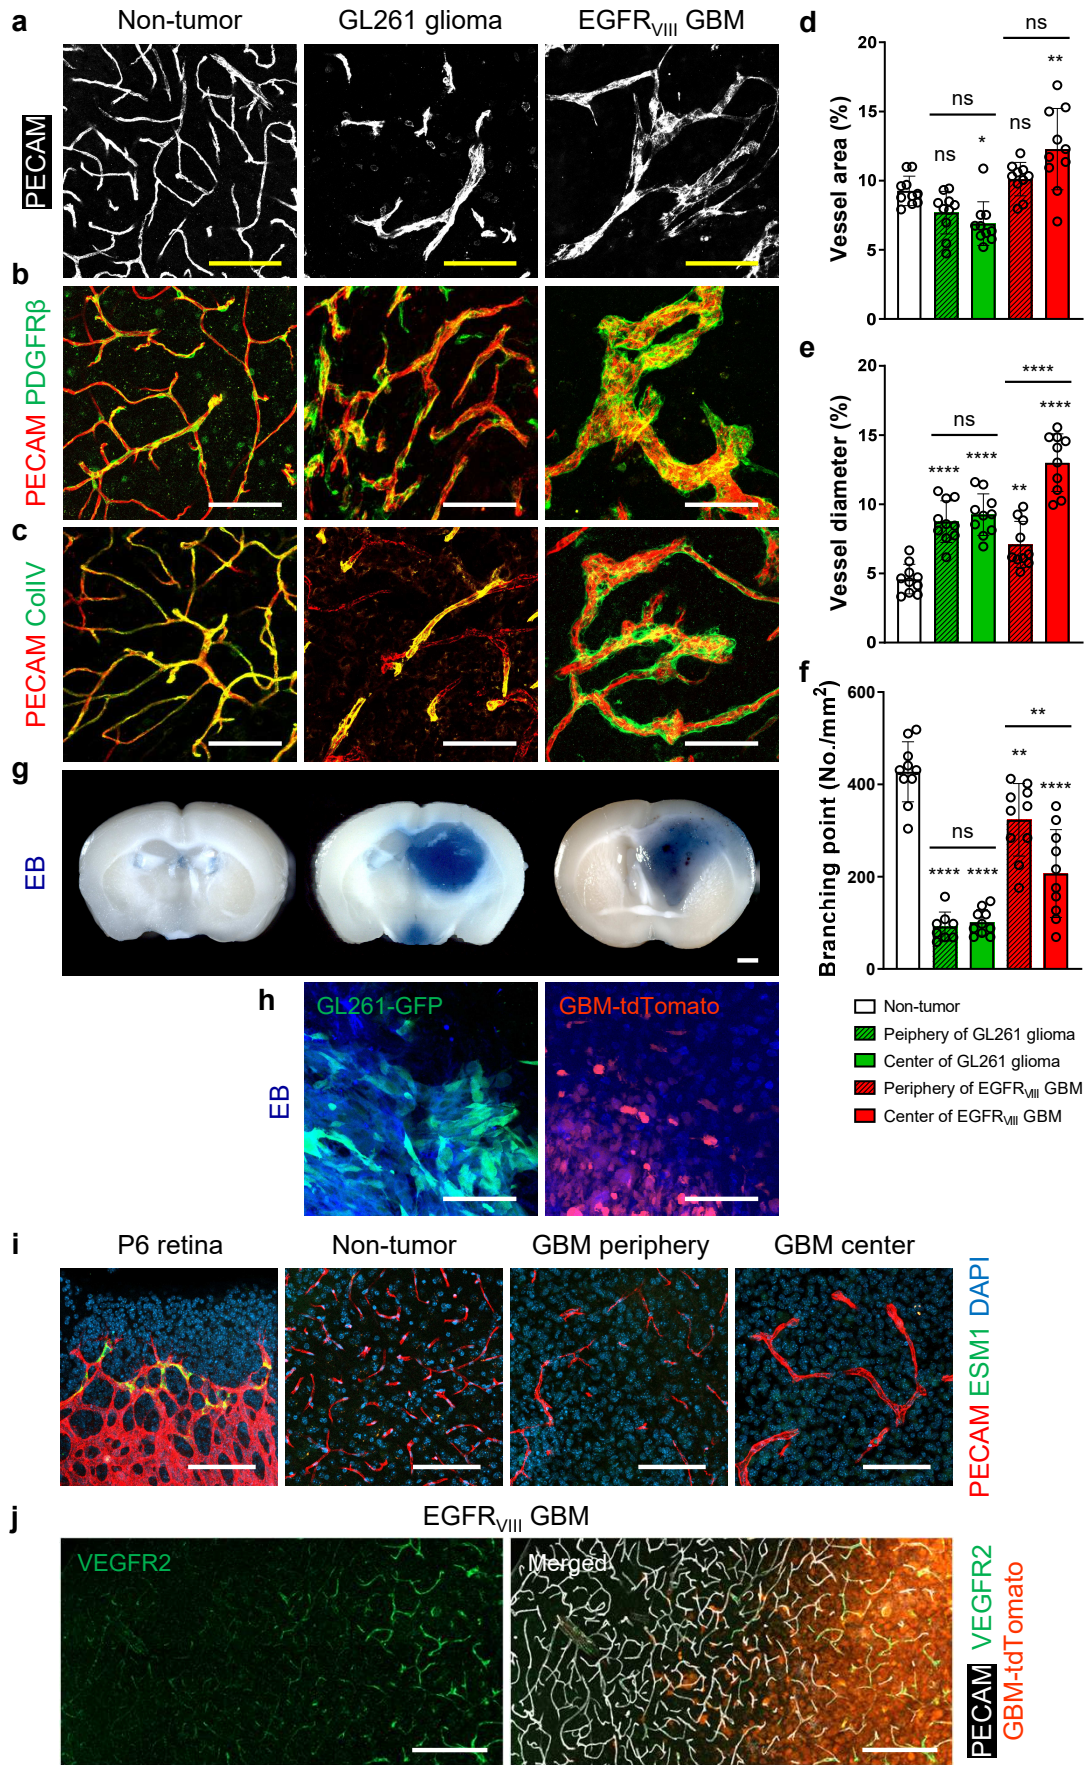 a
Non-tumor
GL261 glioma
EGFRVIII GBM
PECAM
b
PECAM PDGFRβ
c
PECAM ColIV
g
EB
h
GL261-GFP
GBM-tdTomato
EB
d
Vessel area (%)
20
15
10
5
0
ns
*
ns
ns
**
ns
e
Vessel diameter (%)
20
15
10
5
0
****
****
ns
**
****
****
f
Branching point (No./mm²)
600
400
200
0
****
****
ns
**
****
**
Non-tumor
Peiphery of GL261 glioma
Center of GL261 glioma
Periphery of EGFRVIII GBM
Center of EGFRVIII GBM
i
P6 retina
Non-tumor
GBM periphery
GBM center
PECAM ESM1 DAPI
j
EGFRVIII GBM
VEGFR2
Merged
PECAM VEGFR2
GBM-tdTomato